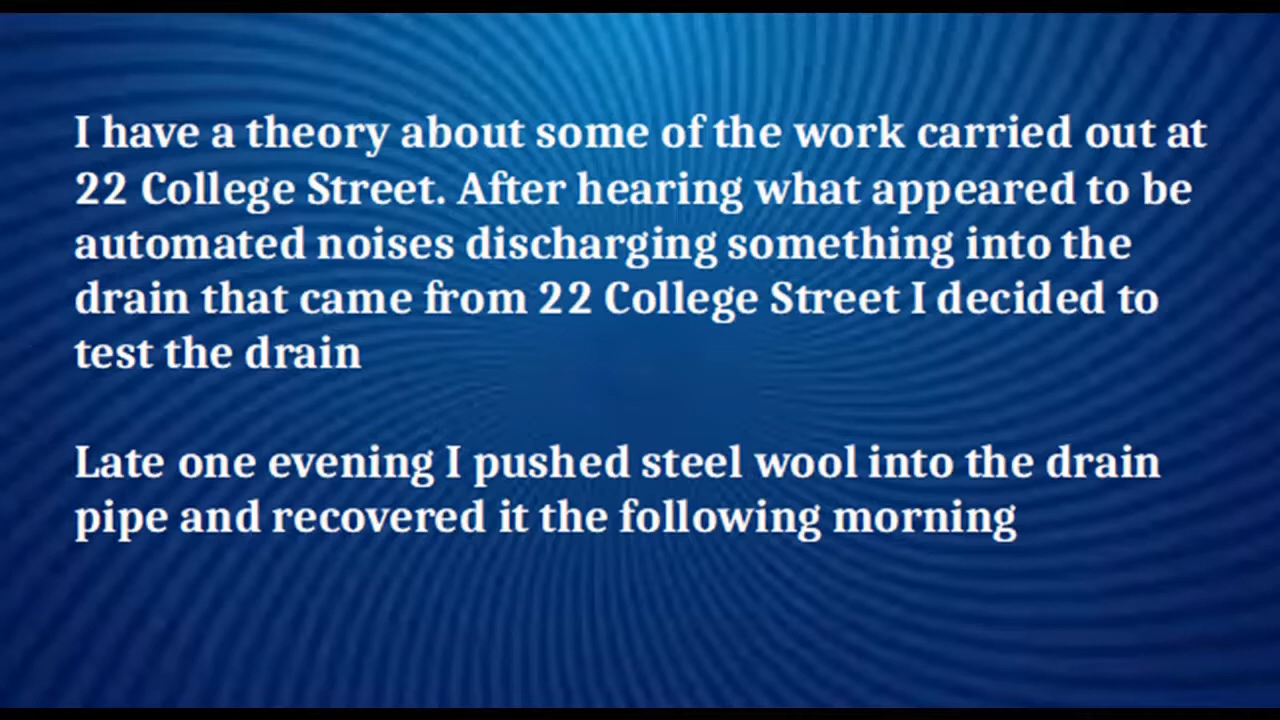 I have a theory about some of the work carried out at
22 College Street. After hearing what appeared to be
automated noises discharging something into the
drain that came from 22 College Street I decided to
test the drain
Late one evening I pushed steel wool into the drain
pipe and recovered it the following morning